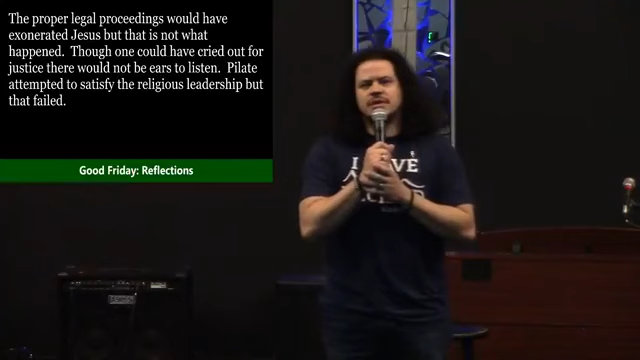 The proper legal proceedings would have
exonerated Jesus but that is not what
happened. Though one could have cried out for
justice there would not be ears to listen. Pilate
attempted to satisfy the religious leadership but
that failed.
Good Friday: Reflections